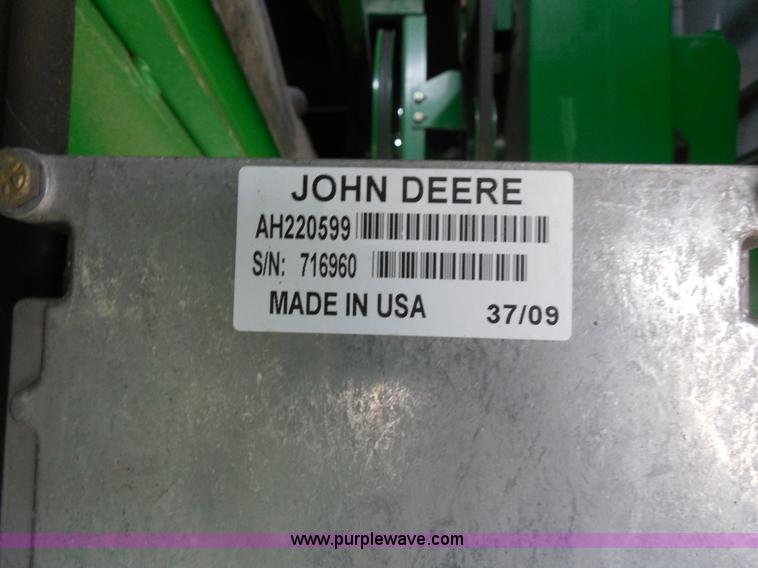 JOHN DEERE
AH220599
S/N: 716960
MADE IN USA 37/09
www.purplewave.com